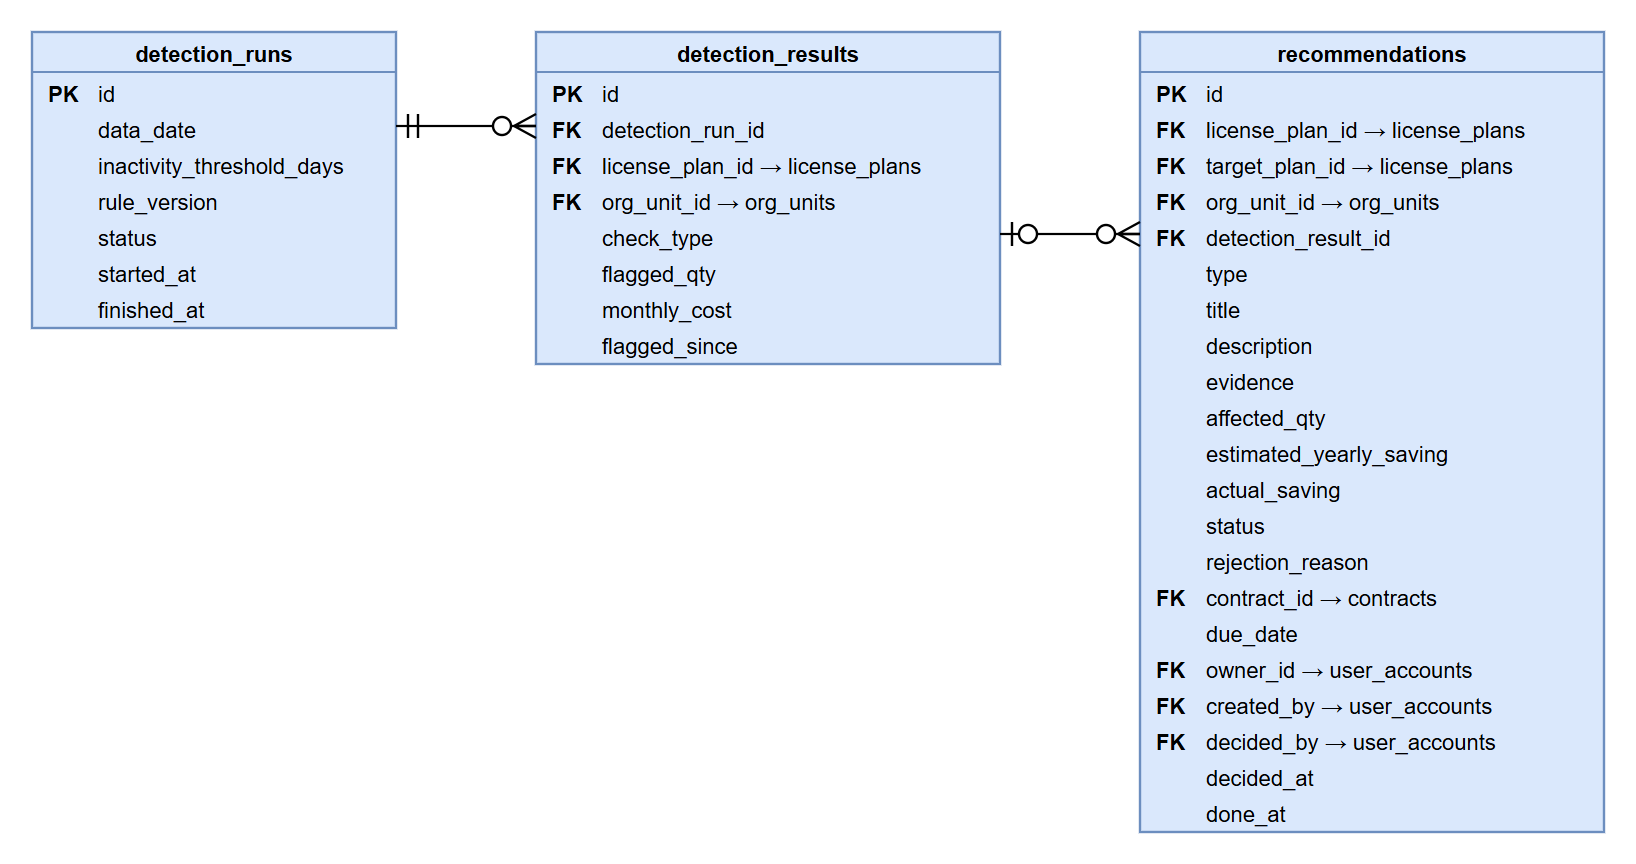 detection_runs
PK id
data_date
inactivity_threshold_days
rule_version
status
started_at
finished_at
detection_results
PK id
FK detection_run_id
FK license_plan_id → license_plans
FK org_unit_id → org_units
check_type
flagged_qty
monthly_cost
flagged_since
recommendations
PK id
FK license_plan_id → license_plans
FK target_plan_id → license_plans
FK org_unit_id → org_units
FK detection_result_id
type
title
description
evidence
affected_qty
estimated_yearly_saving
actual_saving
status
rejection_reason
FK contract_id → contracts
due_date
FK owner_id → user_accounts
FK created_by → user_accounts
FK decided_by → user_accounts
decided_at
done_at